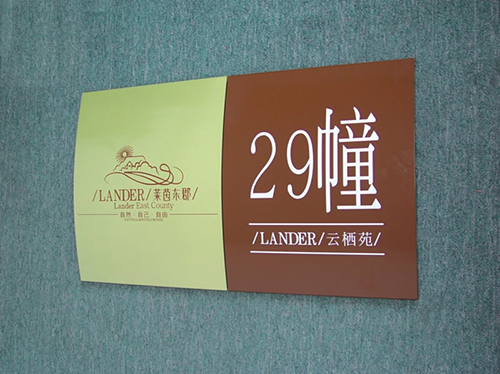 /LANDER/莱茵东郡/
Lander East County
自然·自己·自由
29幢
/LANDER/云栖苑/